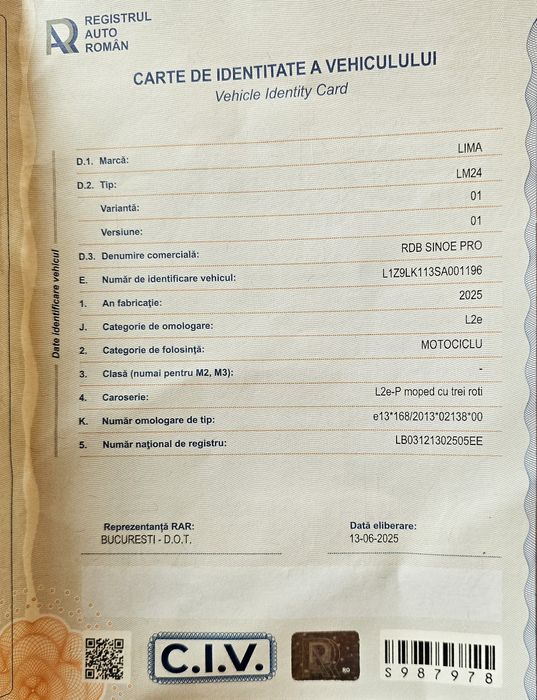 REGISTRUL
AUTO
ROMÂN
CARTE DE IDENTITATE A VEHICULULUI
Vehicle Identity Card
Date identificare vehicul
D.1. Marcă: LIMA
D.2. Tip: LM24
Variantă: 01
Versiune: 01
D.3. Denumire comercială: RDB SINOE PRO
E. Număr de identificare vehicul: L1Z9LK113SA001196
1. An fabricație: 2025
J. Categorie de omologare: L2e
2. Categorie de folosință: MOTOCICLU
3. Clasă (numai pentru M2, M3): -
4. Caroserie: L2e-P moped cu trei roti
K. Număr omologare de tip: e13*168/2013*02138*00
5. Număr național de registru: LB03121302505EE
Reprezentanță RAR: Dată eliberare:
BUCURESTI - D.O.T. 13-06-2025
C.I.V.
S987978